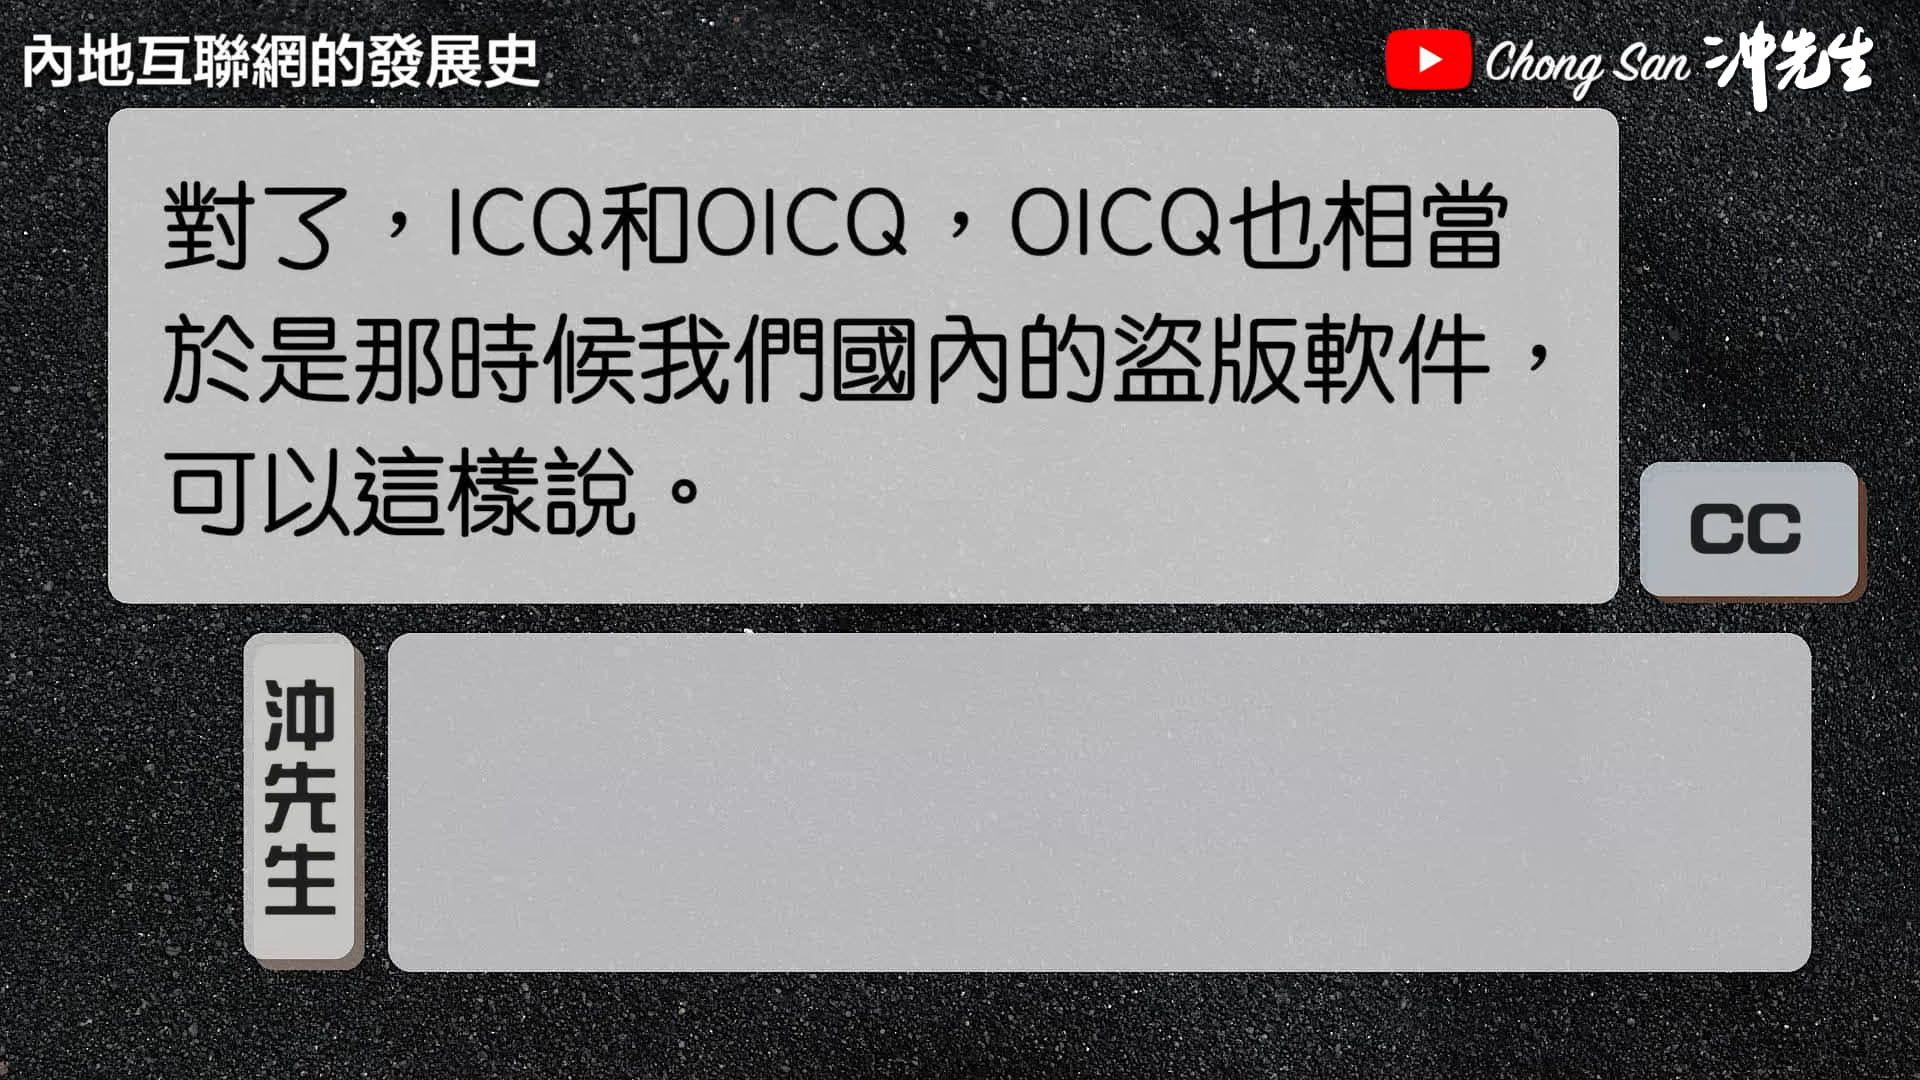 內地互聯網的發展史
Chong San 沖先生
對了，ICQ和OICQ，OICQ也相當
於是那時候我們國內的盜版軟件，
可以這樣說。
CC
沖先生